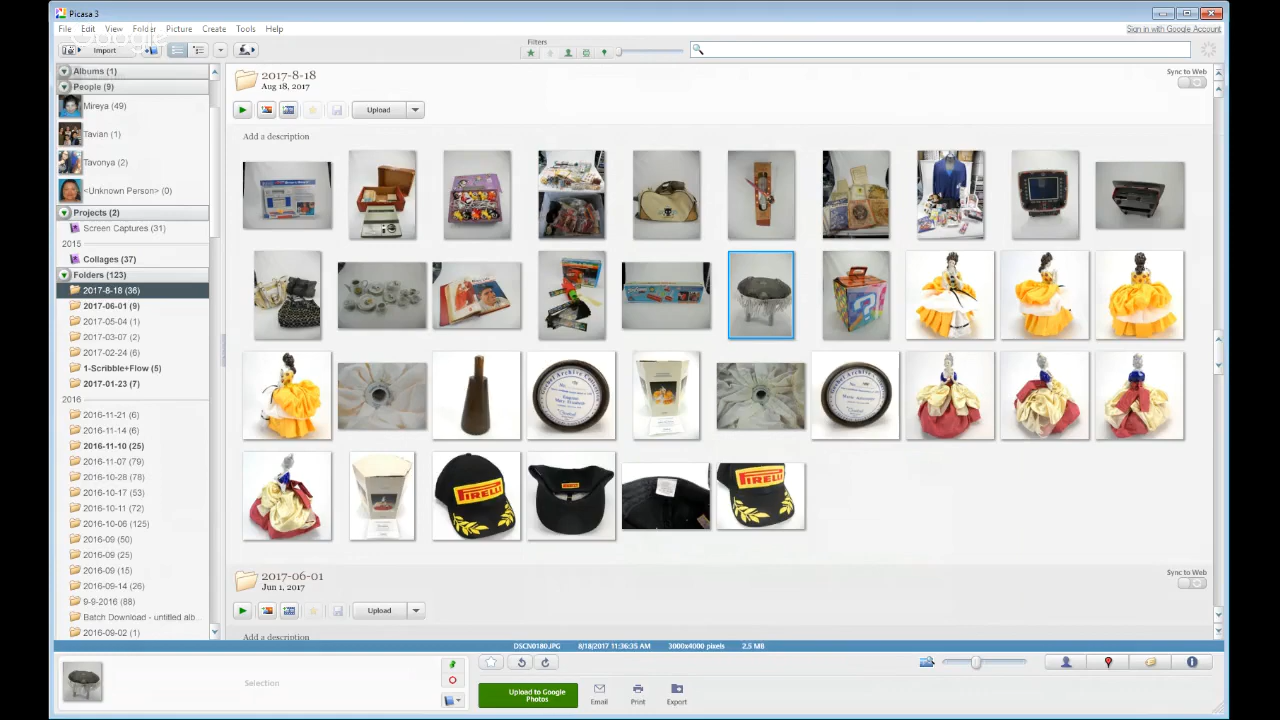 Picasa 3
File Edit View Folder Picture Create Tools Help
Sign in with Google Account
Import
Filters
Albums (1)
People (9)
Mireya (49)
Tavian (1)
Tavonya (2)
<Unknown Person> (0)
Projects (2)
Screen Captures (31)
2015
Collages (37)
Folders (123)
2017-8-18 (36)
2017-06-01 (9)
2017-05-04 (1)
2017-03-07 (2)
2017-02-24 (6)
1-Scribble+Flow (5)
2017-01-23 (7)
2016
2016-11-21 (6)
2016-11-14 (6)
2016-11-10 (25)
2016-11-07 (79)
2016-10-28 (78)
2016-10-17 (53)
2016-10-11 (72)
2016-10-06 (125)
2016-09 (50)
2016-09 (25)
2016-09 (15)
2016-09-14 (26)
9-9-2016 (88)
Batch Download - untitled alb...
2016-09-02 (1)
2017-8-18
Aug 18, 2017
Sync to Web
Upload
Add a description
PIRELLI
PIRELLI
2017-06-01
Jun 1, 2017
Sync to Web
Upload
Add a description
DSCN0180.JPG 8/18/2017 11:36:35 AM 3000x4000 pixels 2.5 MB
Selection
Upload to Google
Photos
Email
Print
Export